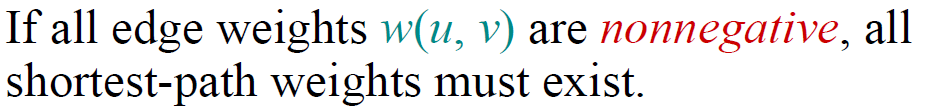 If all edge weights w(u, v) are nonnegative, all
shortest-path weights must exist.